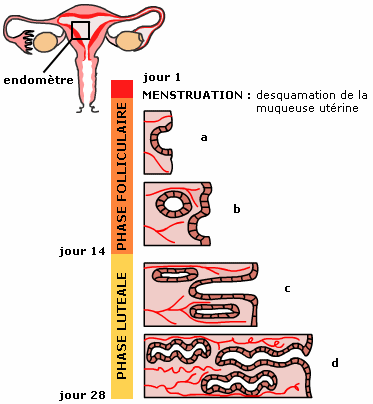 endomètre
jour 1
MENSTRUATION : desquamation de la
muqueuse utérine
a
PHASE FOLLICULAIRE
b
jour 14
c
PHASE LUTEALE
d
jour 28